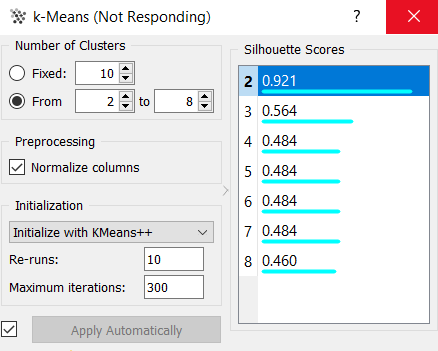 k-Means (Not Responding)
Number of Clusters
Fixed: 10
From 2 to 8
Preprocessing
Normalize columns
Initialization
Initialize with KMeans++
Re-runs: 10
Maximum iterations: 300
Apply Automatically
Silhouette Scores
2 0.921
3 0.564
4 0.484
5 0.484
6 0.484
7 0.484
8 0.460